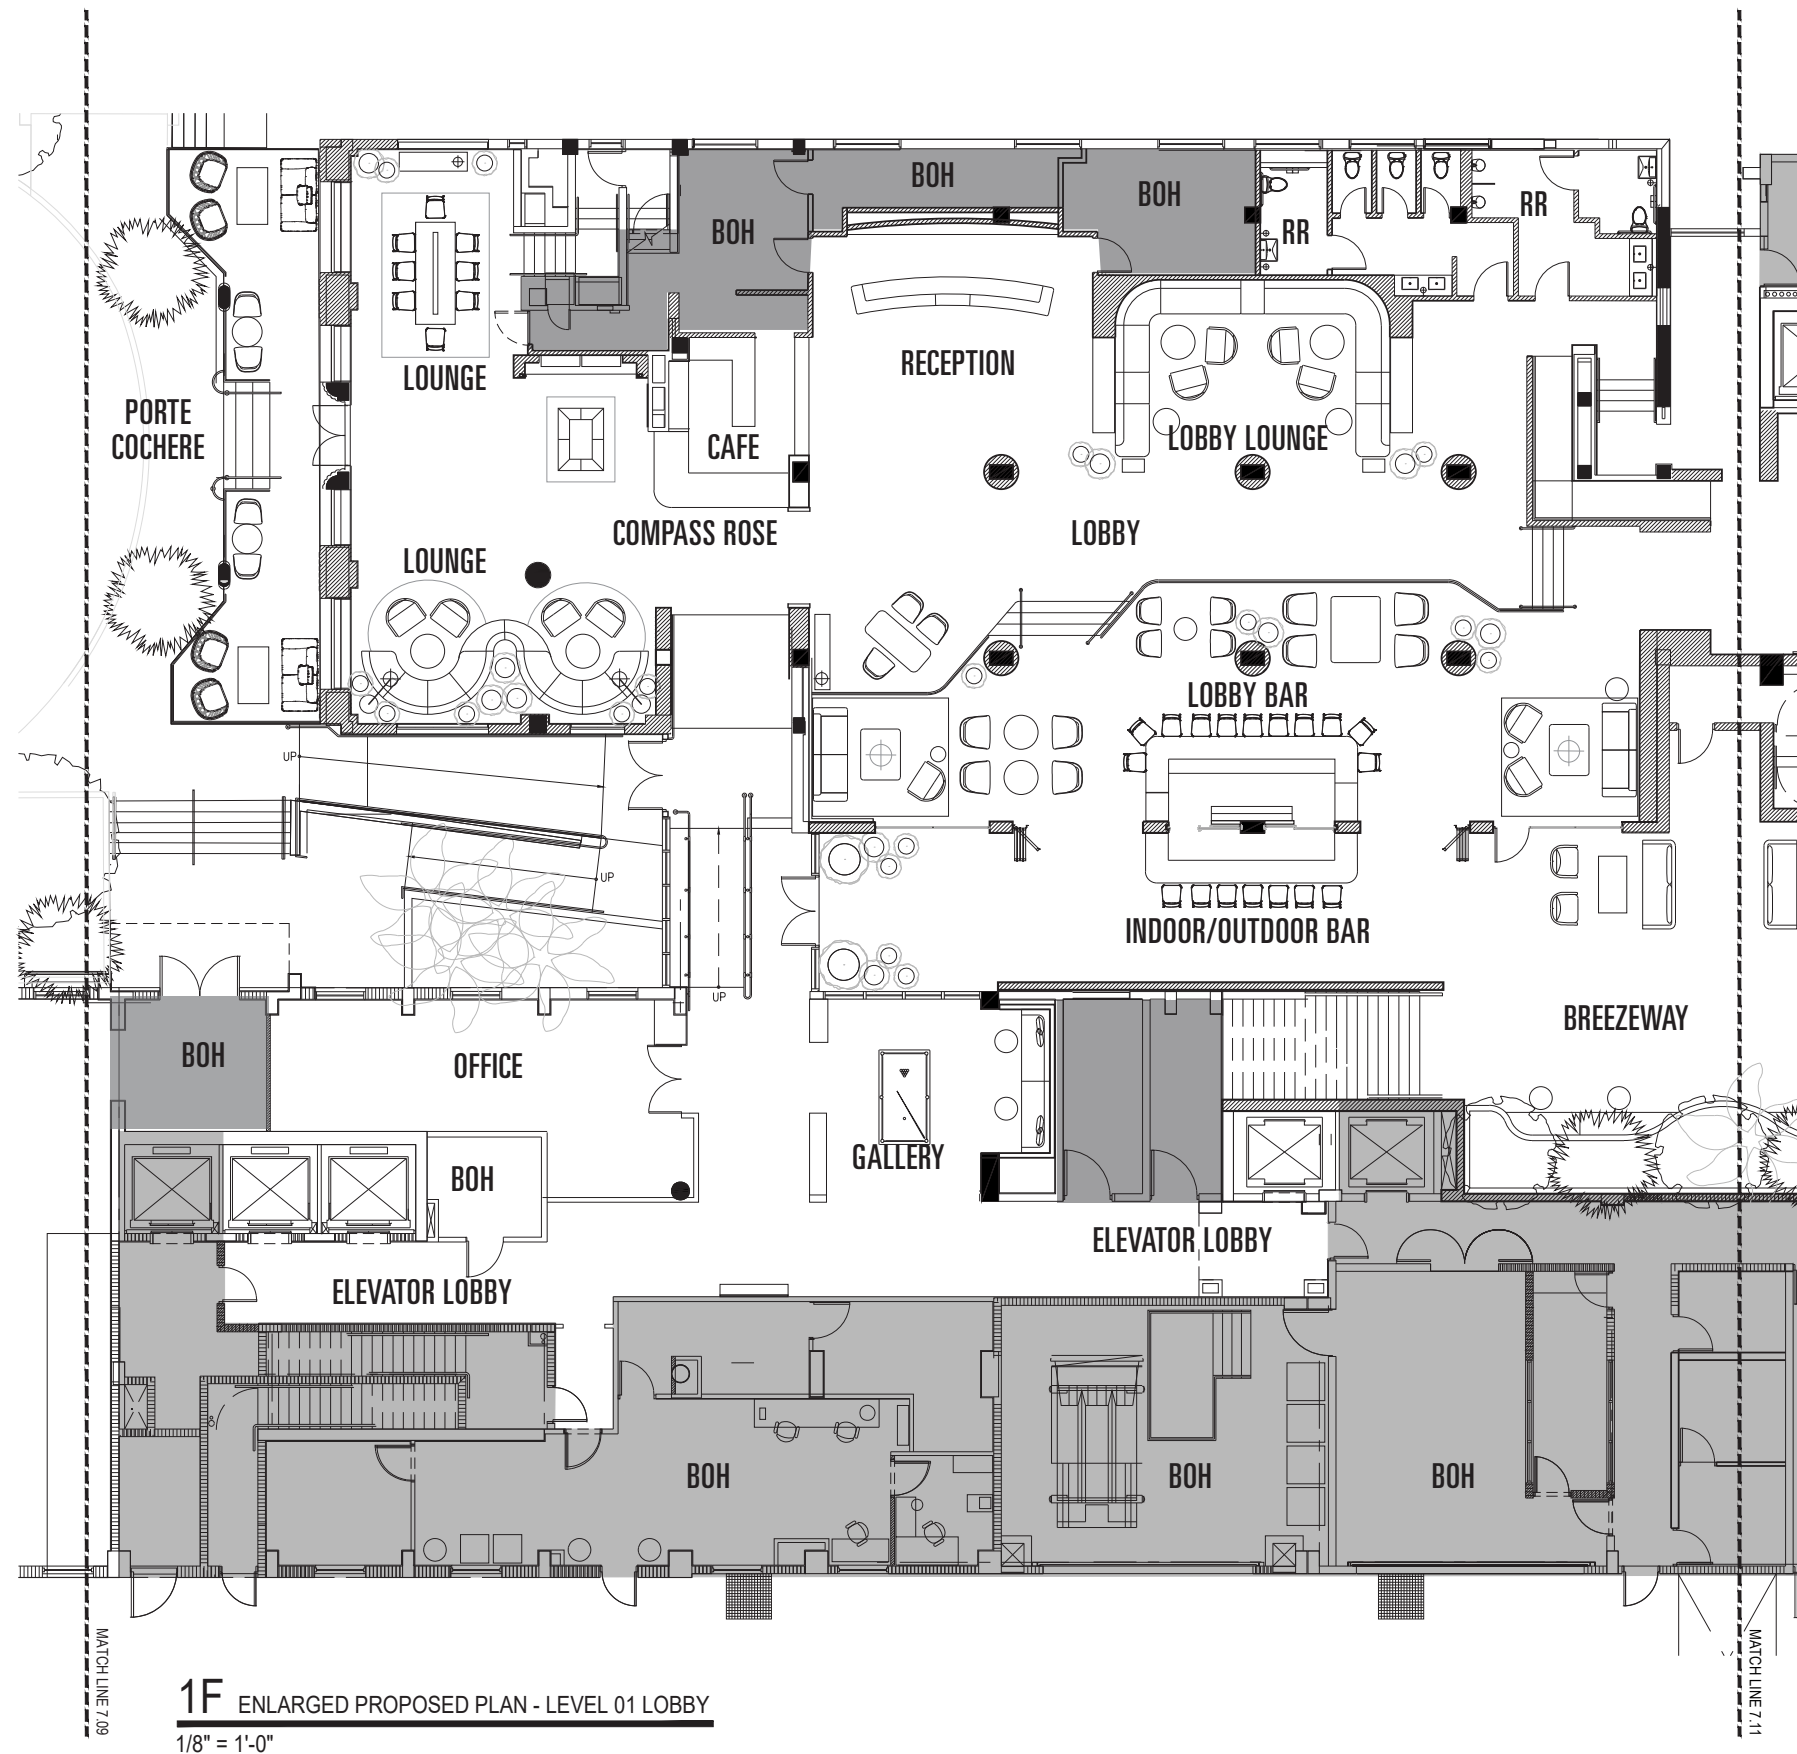 BOH
BOH
BOH
RR
RR
RECEPTION
LOUNGE
PORTE
COCHERE
CAFE
LOBBY LOUNGE
COMPASS ROSE
LOBBY
LOUNGE
LOBBY BAR
UP
UP
INDOOR/OUTDOOR BAR
UP
BREEZEWAY
BOH
OFFICE
GALLERY
BOH
ELEVATOR LOBBY
ELEVATOR LOBBY
BOH
BOH
BOH
MATCH LINE 7.09
MATCH LINE 7.11
1F ENLARGED PROPOSED PLAN - LEVEL 01 LOBBY
1/8" = 1'-0"